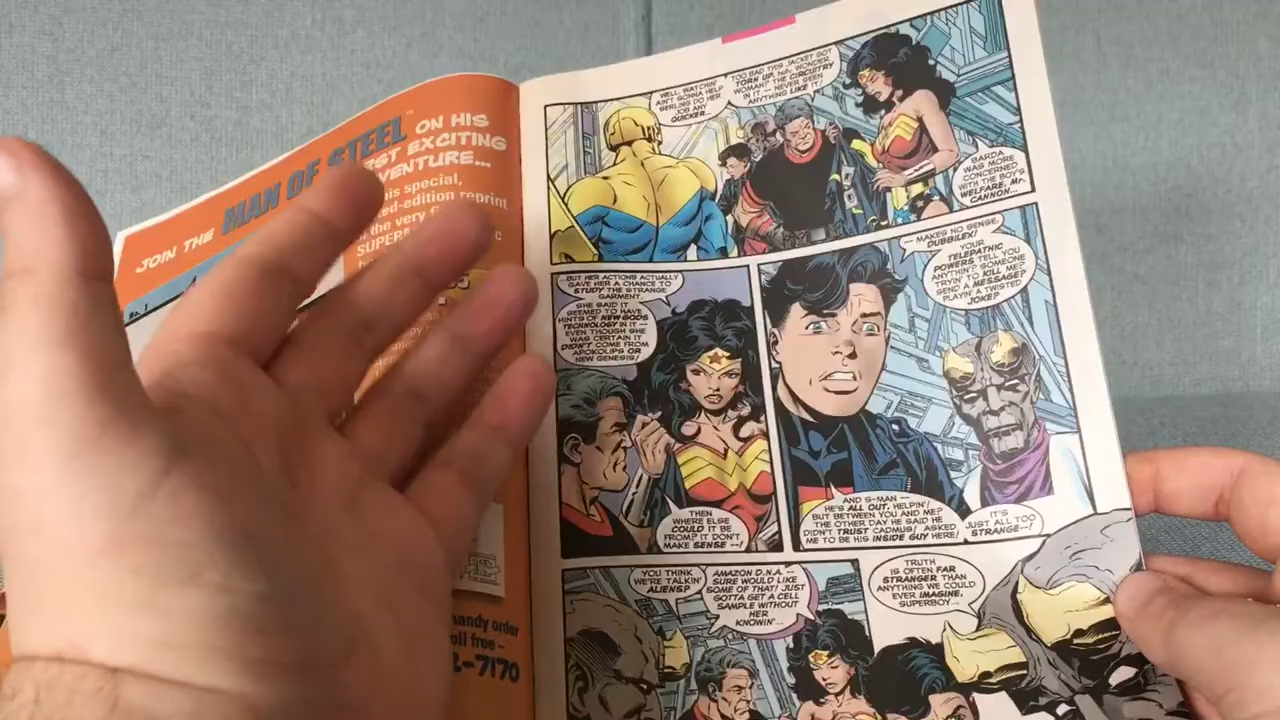 JOIN THE MAN OF STEEL ON HIS
EXCITING
VENTURE...
his special,
reprint
the very
SUPER
No. 1
handy order
oll free -
-7170
WELL, WATCHIN'
AIN'T GONNA HELP
SERLING DO HER
JOB ANY
QUICKER...
TOO BAD THIS JACKET GOT
TORN UP, N.N. WONDER
WOMAN? THE CIRCUITRY
IN IT -- NEVER SEEN
ANYTHING LIKE IT!
BARDA
WAS MORE
CONCERNED
WITH THE BOY'S
WELFARE, Mr.
CANNON...
...BUT HER ACTIONS ACTUALLY
GAVE HER A CHANCE TO
STUDY THE STRANGE
GARMENT.
SHE SAID IT
SEEMED TO HAVE
HINTS OF NEW GODS
TECHNOLOGY IN IT --
EVEN THOUGH SHE
WAS CERTAIN IT
DIDN'T COME FROM
APOKOLIPS OR
NEW GENESIS!
THEN
WHERE ELSE
COULD IT BE
FROM? IT DON'T
MAKE SENSE --!
-- MAKES NO SENSE,
DUBBILEX!
YOUR
TELEPATHIC
POWERS TELL YOU
ANYTHIN'? SOMEONE
TRYIN' TO KILL ME?
SEND A MESSAGE?
PLAYIN' A TWISTED
JOKE?
AND S-MAN --
HE'S ALL OUT, HELPIN'!
BUT BETWEEN YOU AND ME?
THE OTHER DAY HE SAID HE
DIDN'T TRUST CADMUS! ASKED
ME TO BE HIS INSIDE GUY HERE!
IT'S
JUST ALL TOO
STRANGE--!
YOU THINK
WE'RE TALKIN'
ALIENS?
AMAZON D.N.A. --
SURE WOULD LIKE
SOME OF THAT! JUST
GOTTA GET A CELL
SAMPLE WITHOUT
HER
KNOWIN'...
TRUTH
IS OFTEN FAR
STRANGER THAN
ANYTHING WE COULD
EVER IMAGINE,
SUPERBOY...